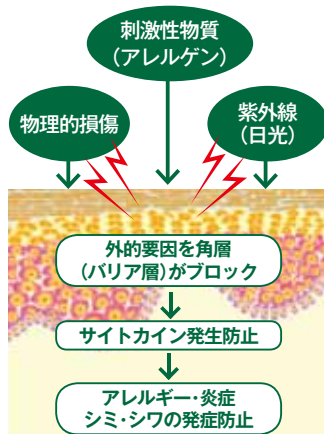 刺激性物質
（アレルゲン）
物理的損傷
紫外線
（日光）
外的要因を角層
（バリア層）がブロック
サイトカイン発生防止
アレルギー・炎症
シミ・シワの発症防止